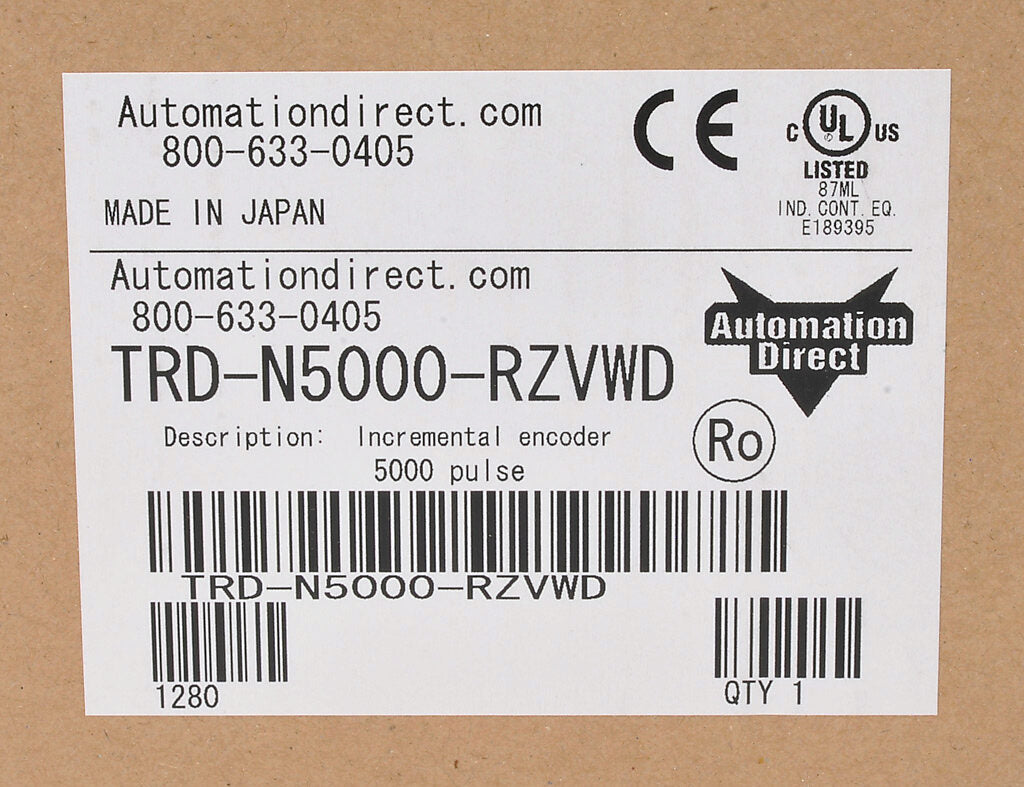 Automationdirect.com
800-633-0405
MADE IN JAPAN
CE
C UL US
LISTED
87ML
IND. CONT. EQ.
E189395
Automationdirect.com
800-633-0405
TRD-N5000-RZVWD
Automation
Direct
Description: Incremental encoder
5000 pulse
Ro
TRD-N5000-RZVWD
1280
QTY 1